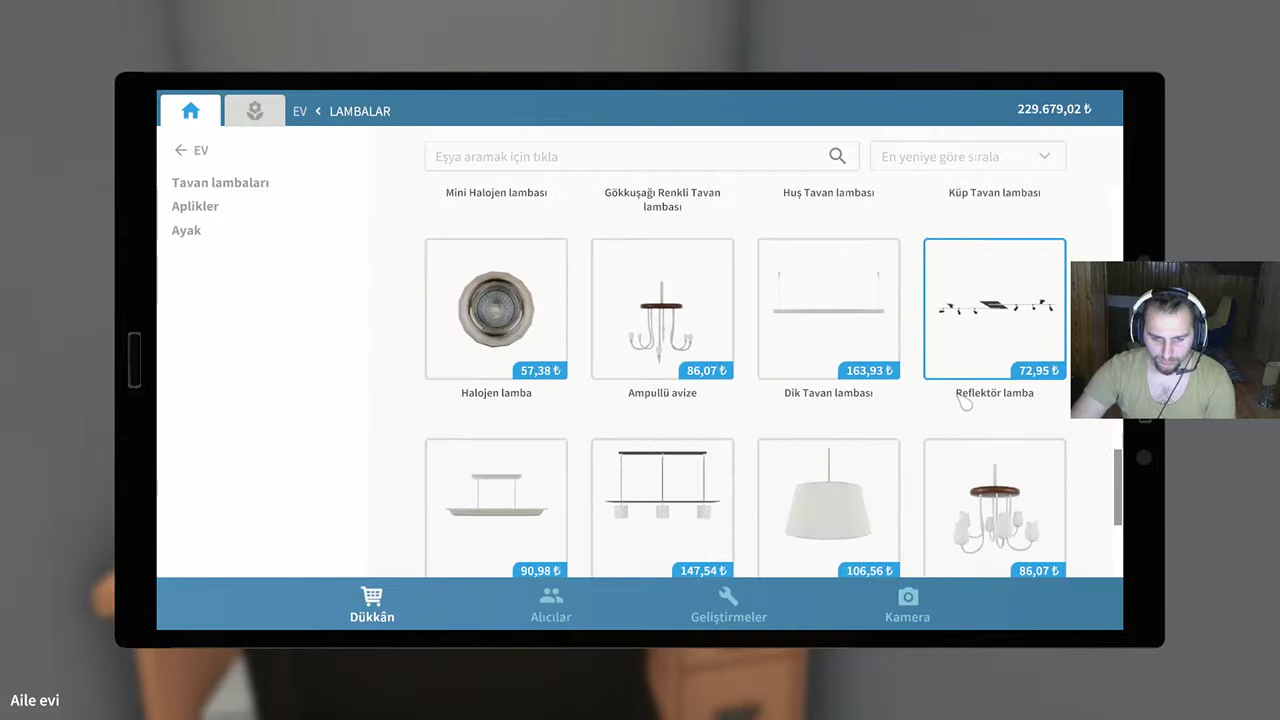 EV < LAMBALAR
229.679,02 ₺
EV
Tavan lambaları
Aplikler
Ayak
Eşya aramak için tıkla
En yeniye göre sırala
Mini Halojen lambası
Gökkuşağı Renkli Tavan
lambası
Huş Tavan lambası
Küp Tavan lambası
57,38 ₺
86,07 ₺
163,93 ₺
72,95 ₺
Halojen lamba
Ampullü avize
Dik Tavan lambası
Reflektör lamba
90,98 ₺
147,54 ₺
106,56 ₺
86,07 ₺
Dükkân
Alıcılar
Geliştirmeler
Kamera
Aile evi